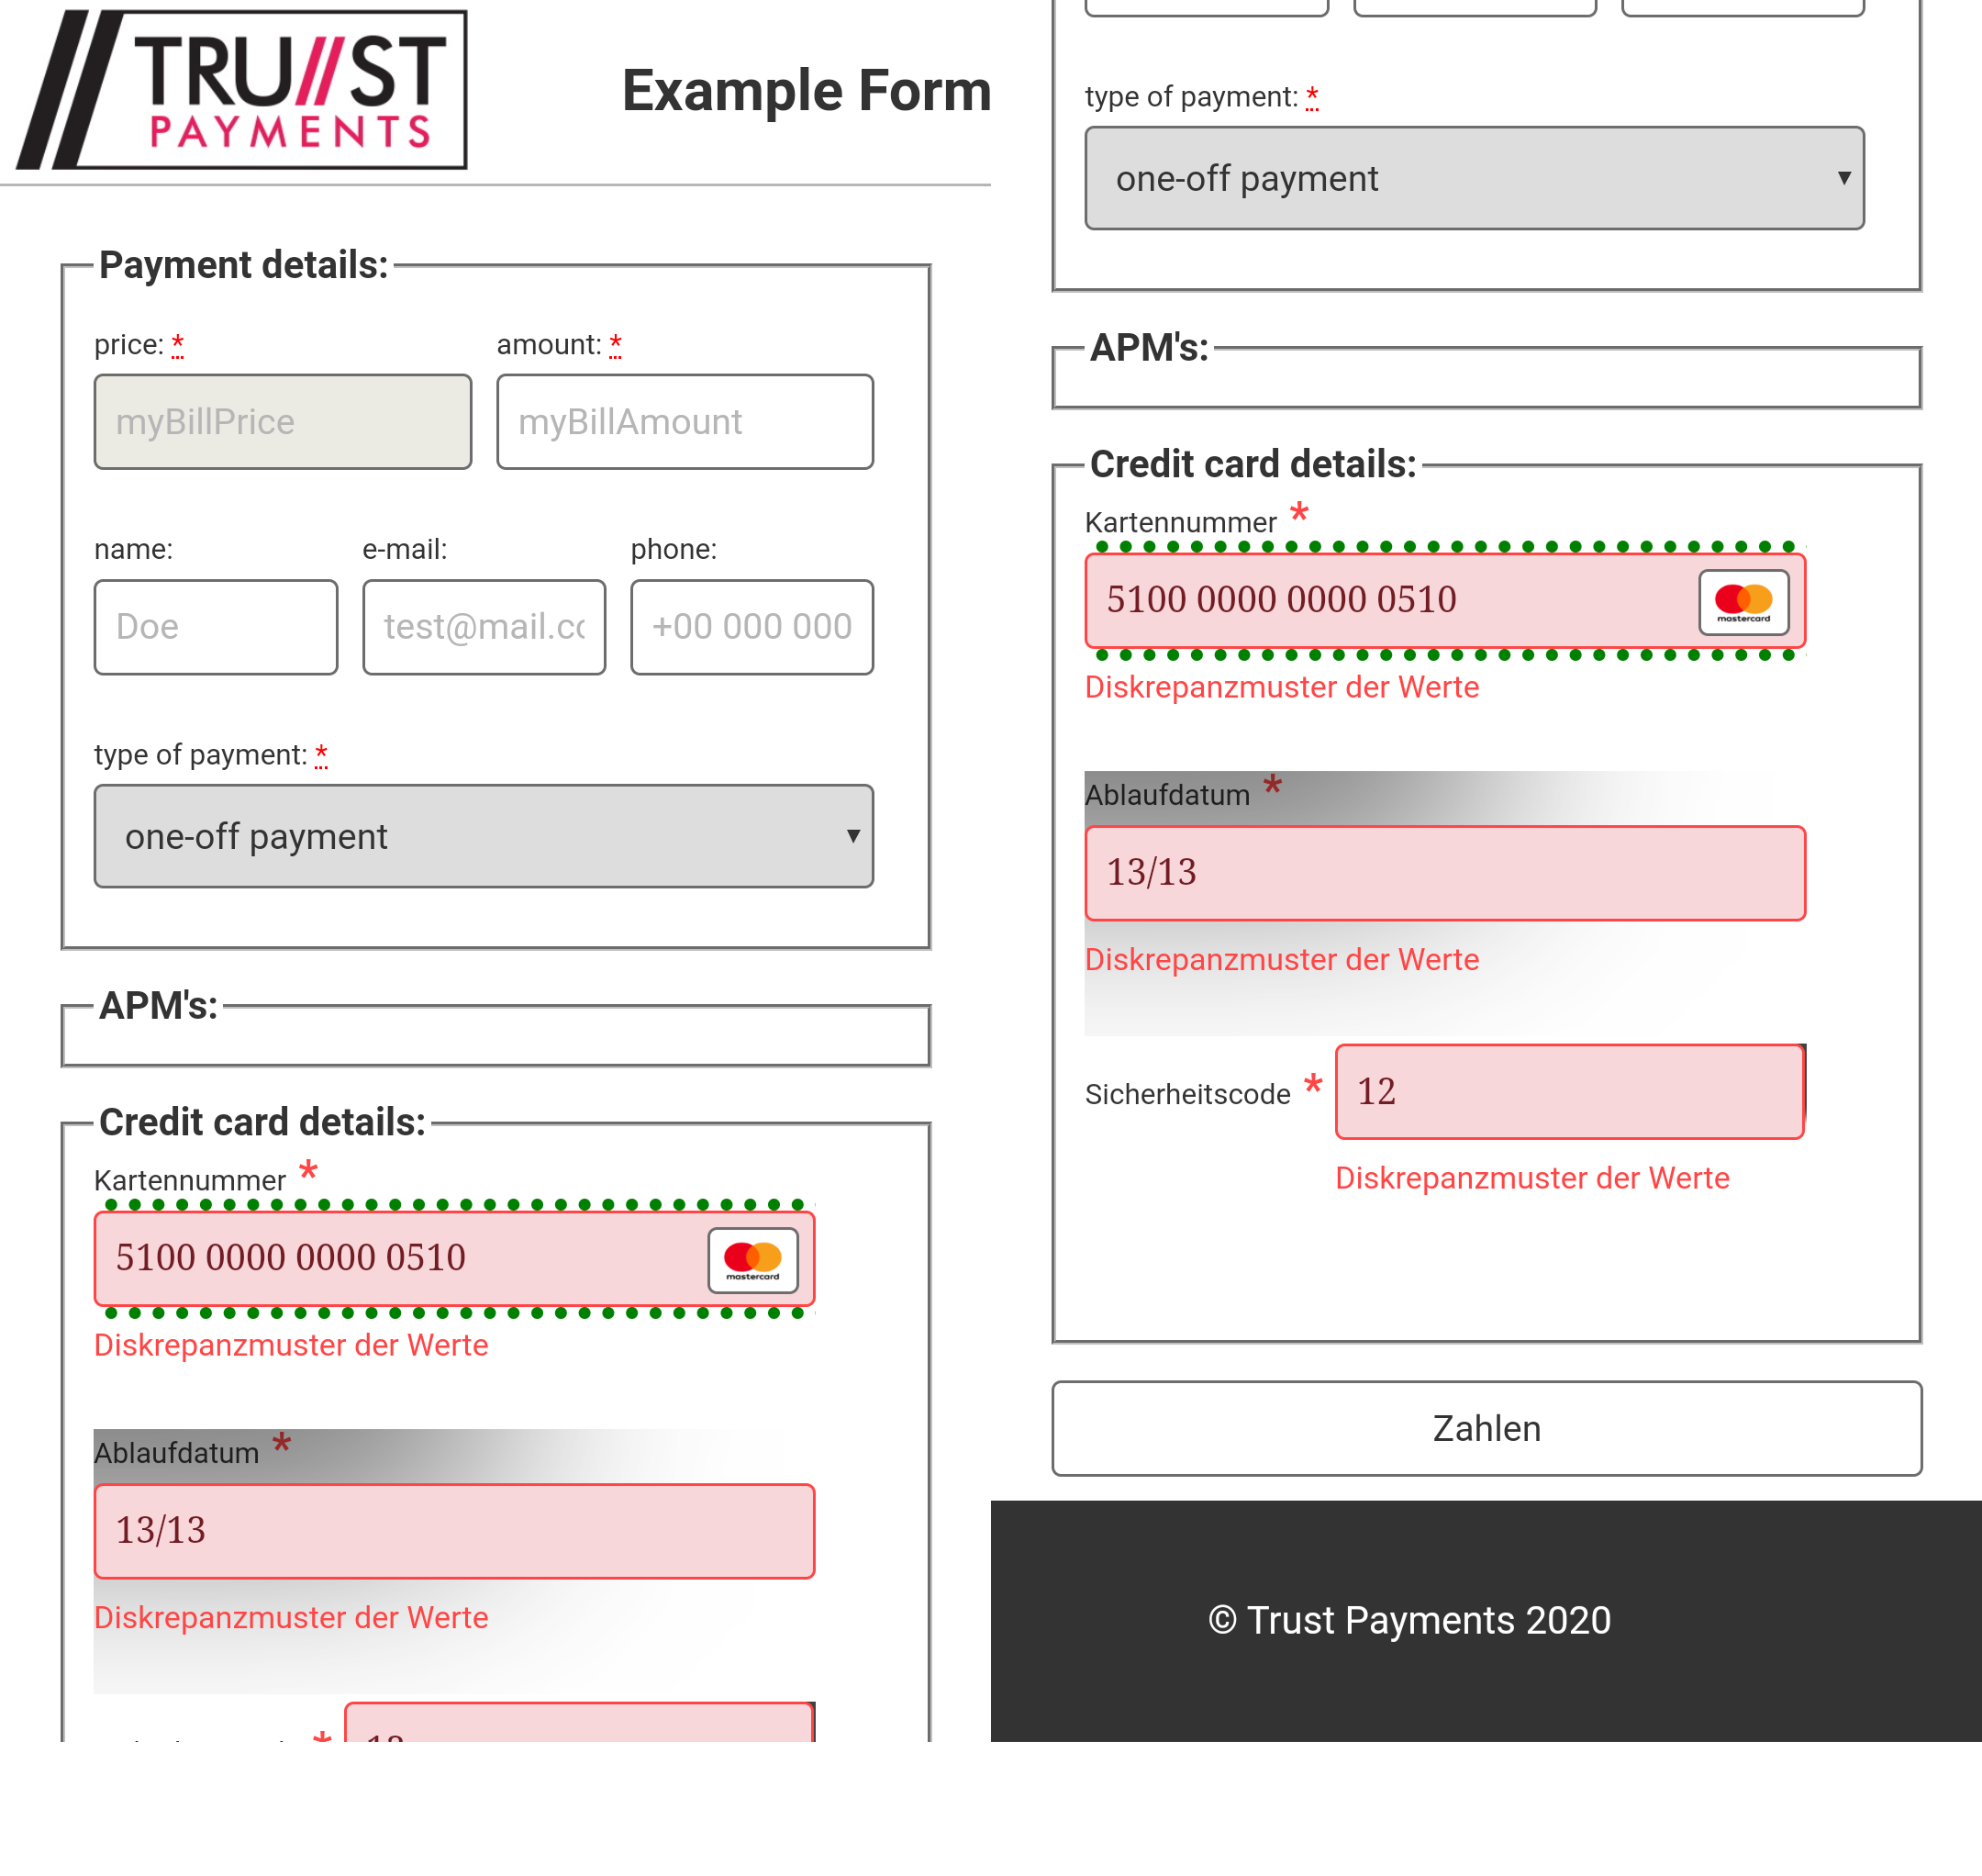 TRU//ST
PAYMENTS
Example Form
Payment details:
price: *
amount: *
myBillPrice
myBillAmount
name:
e-mail:
phone:
Doe
test@mail.cc
+00 000 000
type of payment: *
one-off payment
APM's:
Credit card details:
Kartennummer *
5100 0000 0000 0510
mastercard
Diskrepanzmuster der Werte
Ablaufdatum *
13/13
Diskrepanzmuster der Werte
*
type of payment: *
one-off payment
APM's:
Credit card details:
Kartennummer *
5100 0000 0000 0510
mastercard
Diskrepanzmuster der Werte
Ablaufdatum *
13/13
Diskrepanzmuster der Werte
Sicherheitscode *
12
Diskrepanzmuster der Werte
Zahlen
© Trust Payments 2020